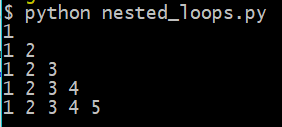 $ python nested_loops.py
1
1 2
1 2 3
1 2 3 4
1 2 3 4 5